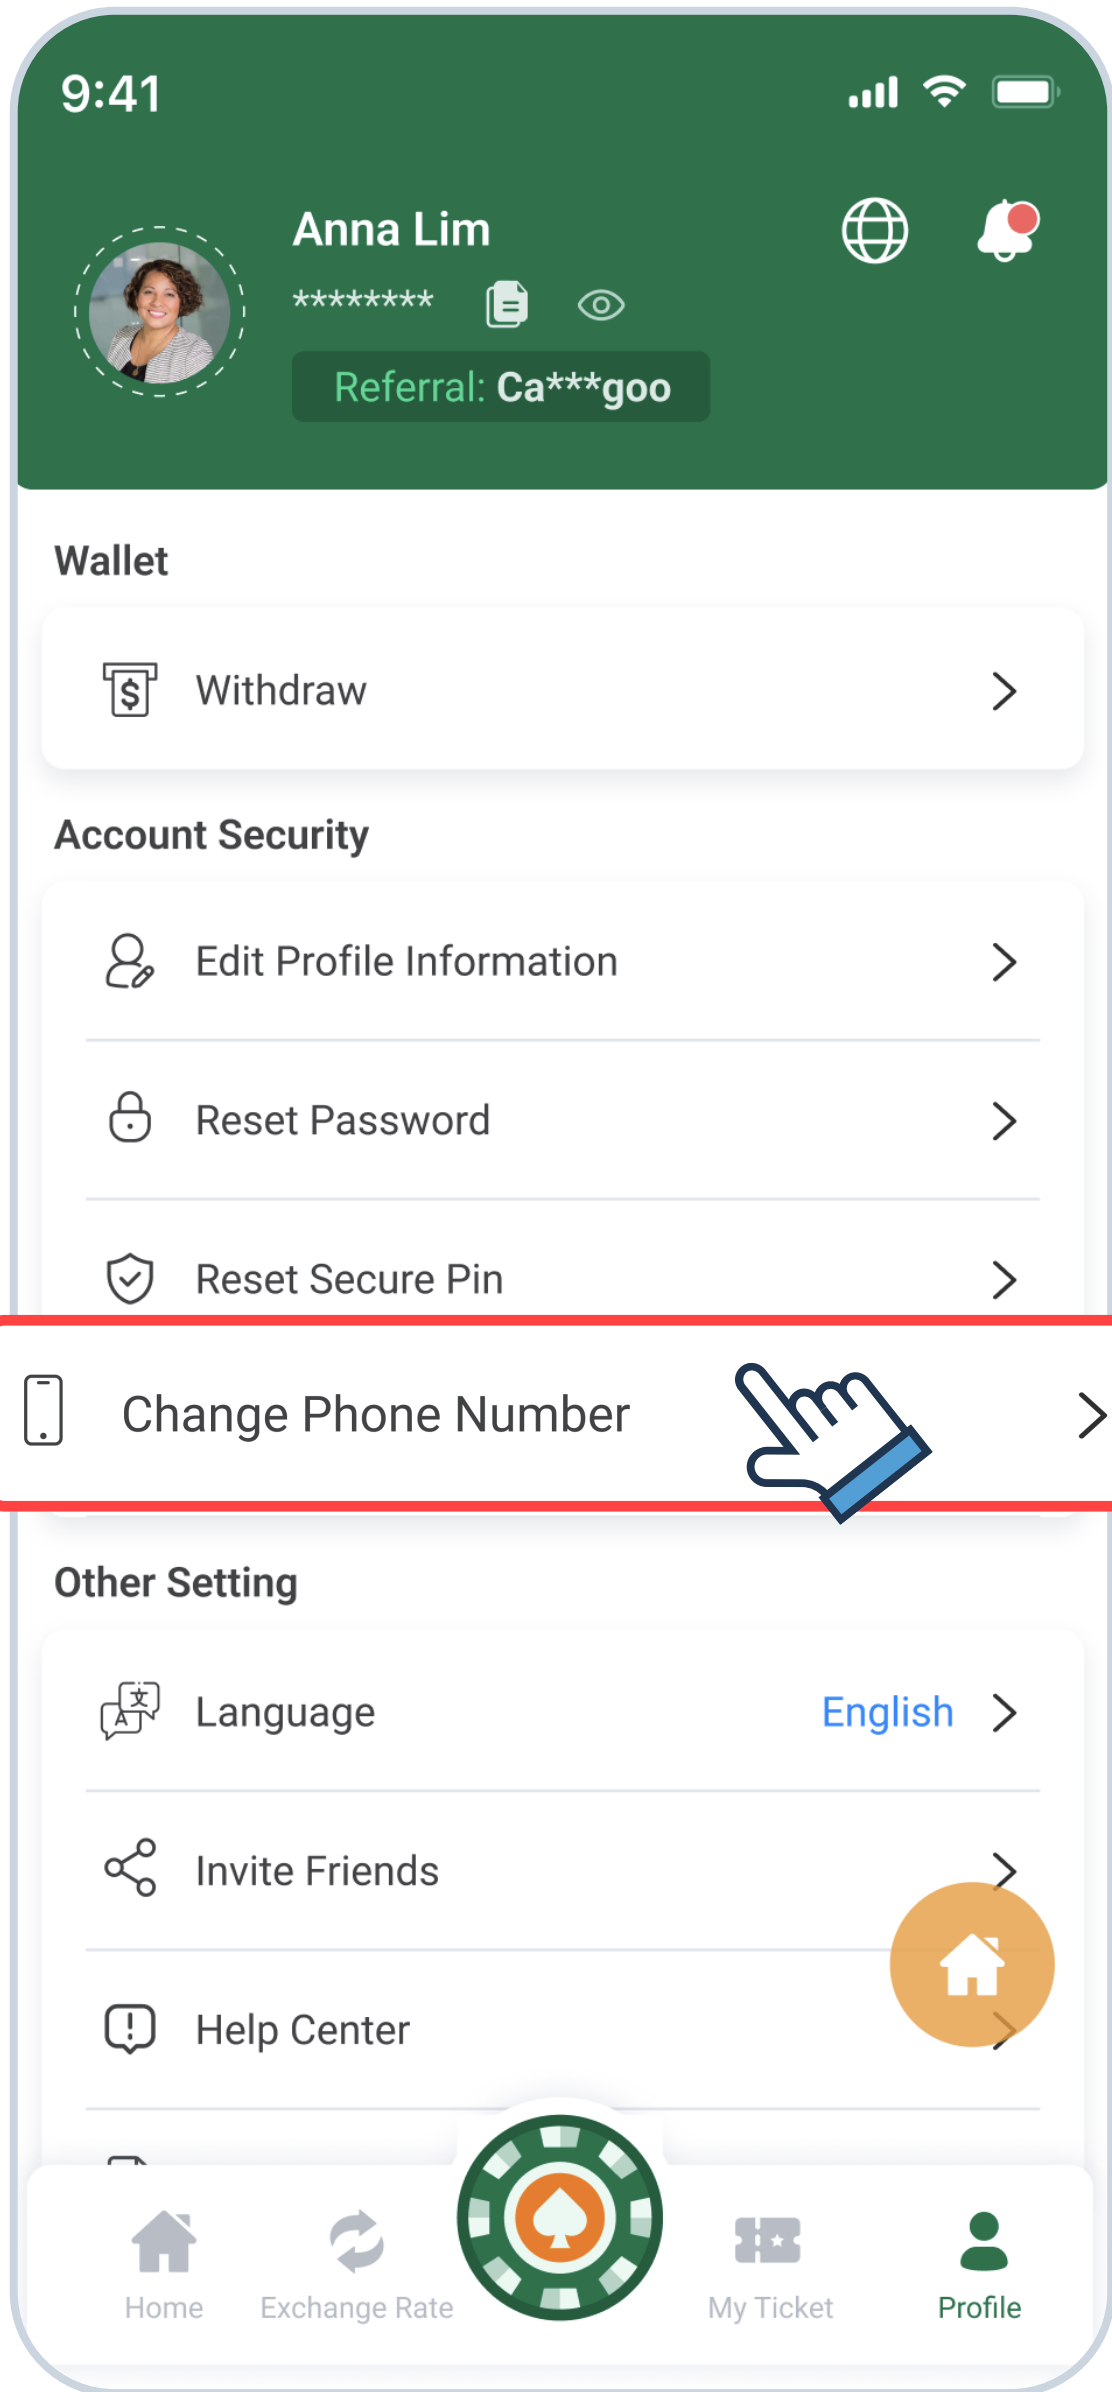 9:41
Anna Lim
********
Referral: Ca***goo
Wallet
Withdraw
Account Security
Edit Profile Information
Reset Password
Reset Secure Pin
Change Phone Number
Other Setting
Language English
Invite Friends
Help Center
Home Exchange Rate My Ticket Profile